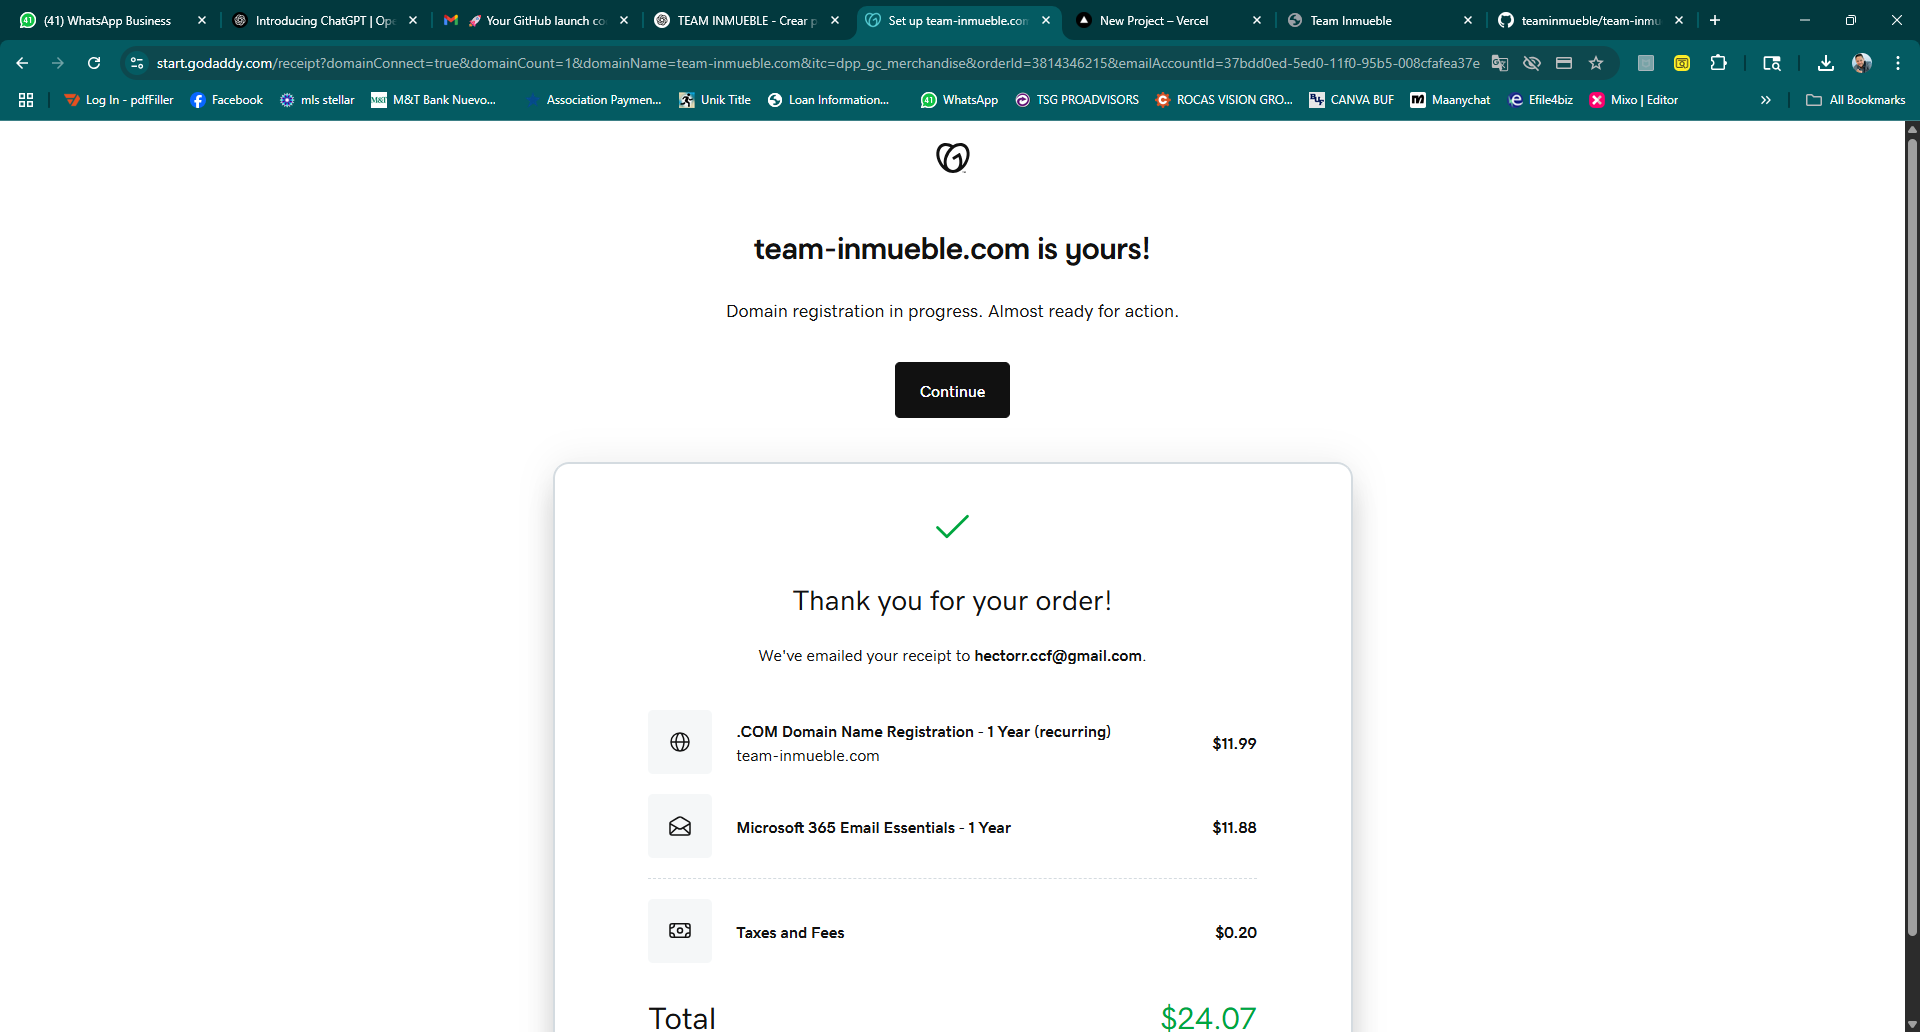 (41) WhatsApp Business
Introducing ChatGPT | Ope
🚀 Your GitHub launch co
TEAM INMUEBLE - Crear p
Set up team-inmueble.com
New Project – Vercel
Team Inmueble
teaminmueble/team-inmu
start.godaddy.com/receipt?domainConnect=true&domainCount=1&domainName=team-inmueble.com&itc=dpp_gc_merchandise&orderId=3814346215&emailAccountId=37bdd0ed-5ed0-11f0-95b5-008cfafea37e
Log In - pdfFiller
Facebook
mls stellar
M&T Bank Nuevo...
Association Paymen...
Unik Title
Loan Information...
WhatsApp
TSG PROADVISORS
ROCAS VISION GRO...
CANVA BUF
Maanychat
Efile4biz
Mixo | Editor
All Bookmarks
team-inmueble.com is yours!
Domain registration in progress. Almost ready for action.
Continue
Thank you for your order!
We've emailed your receipt to hectorr.ccf@gmail.com.
.COM Domain Name Registration - 1 Year (recurring)
team-inmueble.com
$11.99
Microsoft 365 Email Essentials - 1 Year
$11.88
Taxes and Fees
$0.20
Total
$24.07